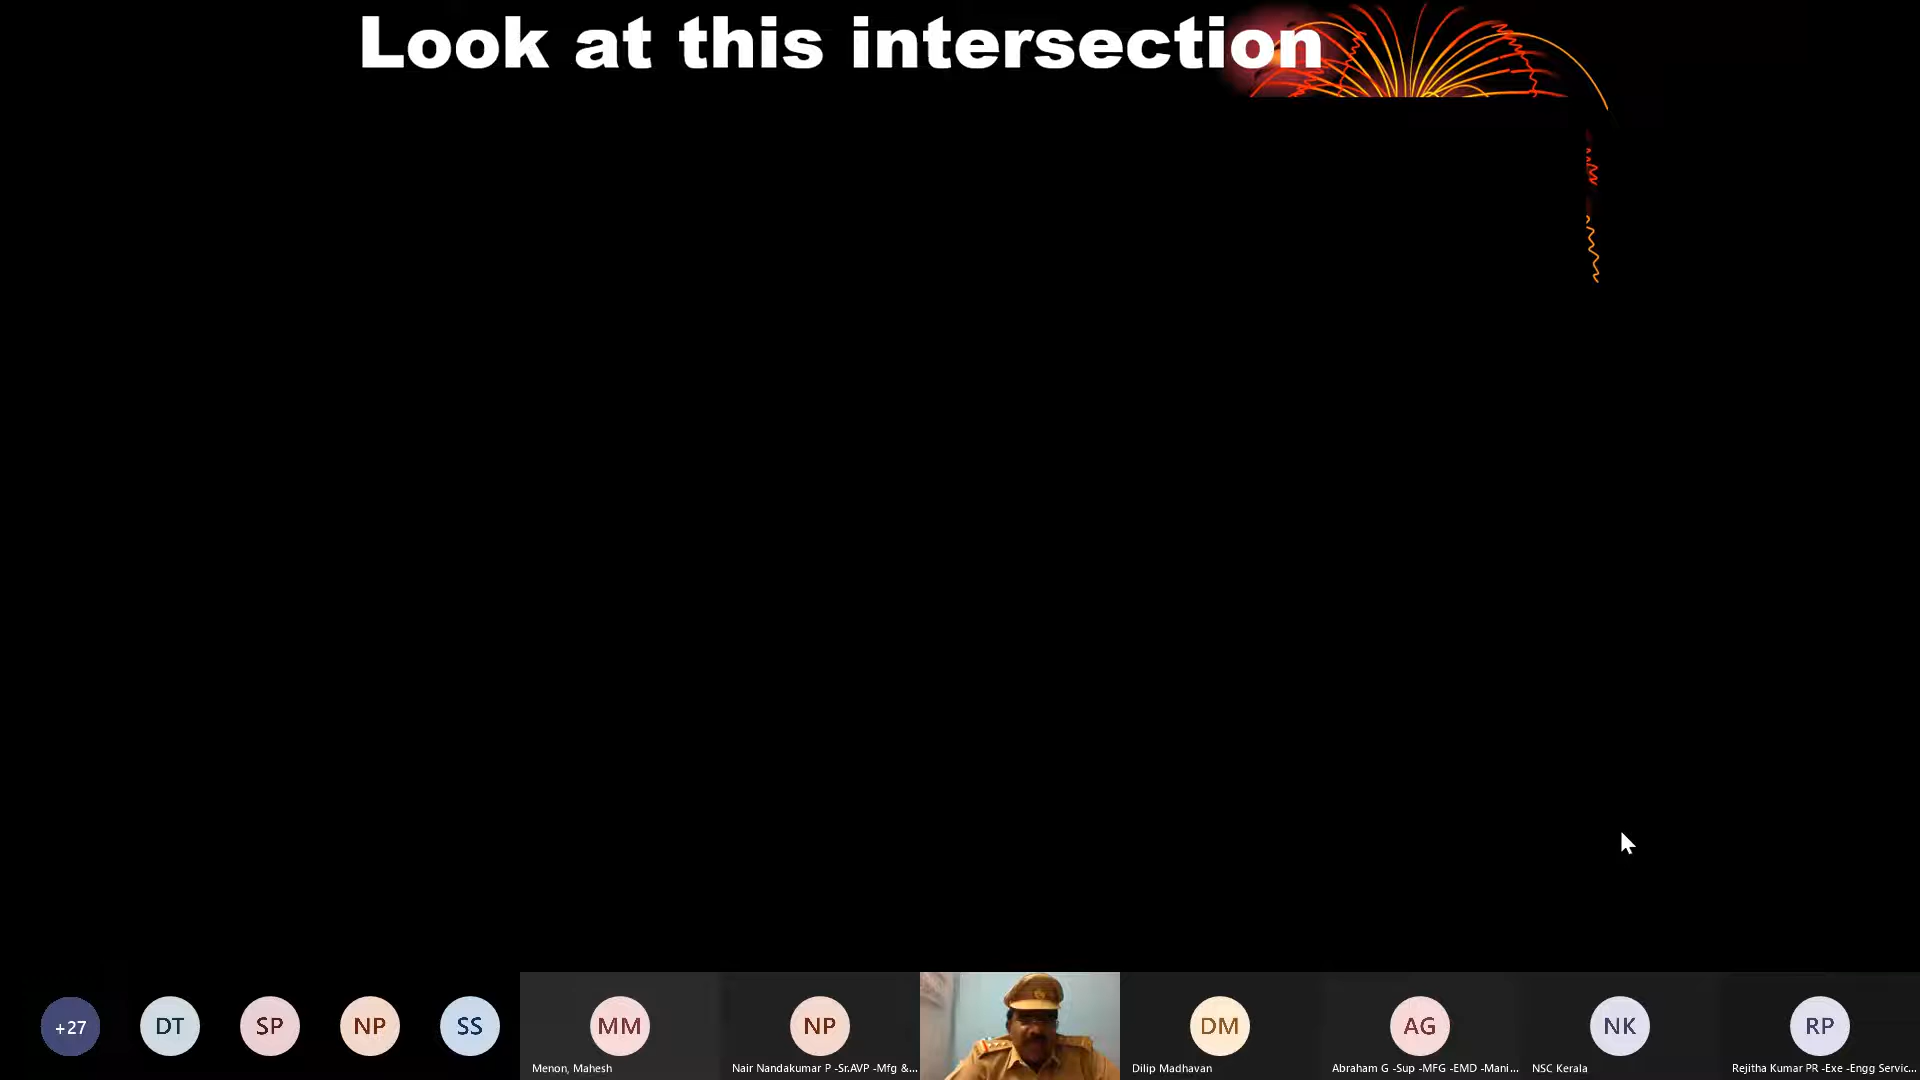 Look at this intersection
+27
DT
SP
NP
SS
MM
NP
DM
AG
NK
RP
Menon, Mahesh
Nair Nandakumar P -Sr.AVP -Mfg &...
Dilip Madhavan
Abraham G -Sup -MFG -EMD -Mani...
NSC Kerala
Rejitha Kumar PR -Exe -Engg Servic...